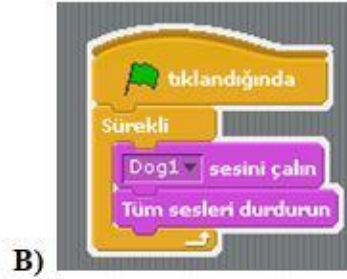 tıklandığında
Sürekli
Dog1 sesini çalın
Tüm sesleri durdurun
B)